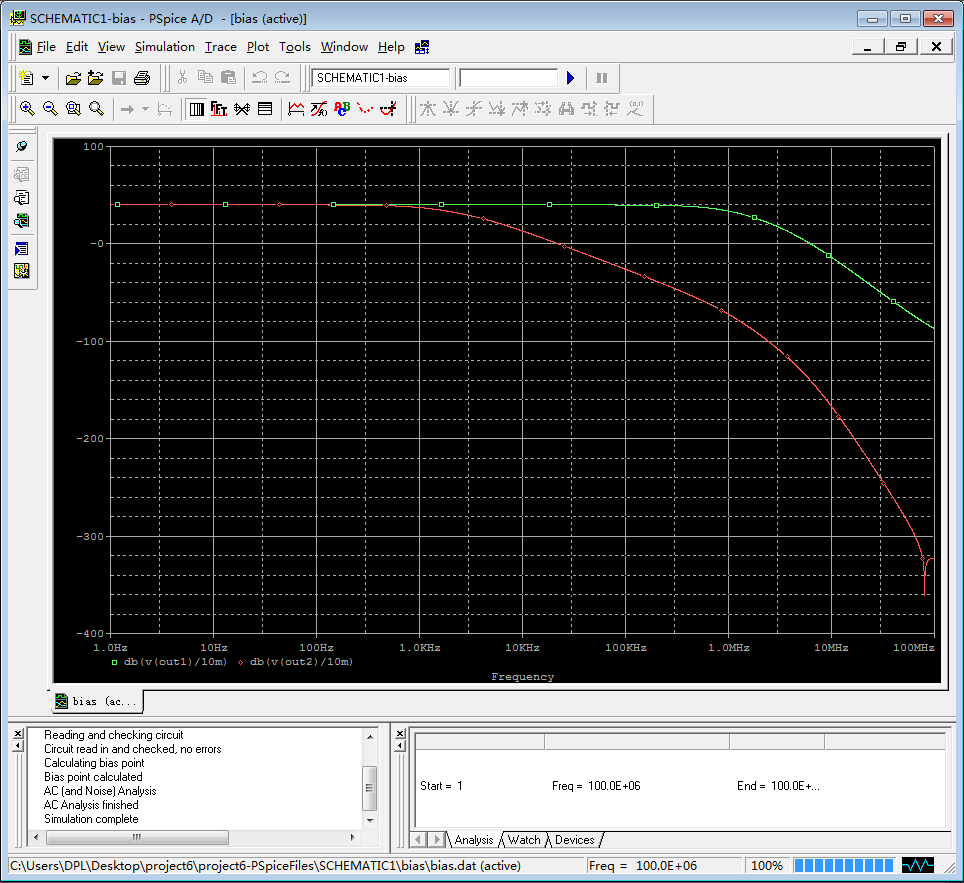 SCHEMATIC1-bias - PSpice A/D - [bias (active)]
File Edit View Simulation Trace Plot Tools Window Help
SCHEMATIC1-bias
100
-0
-100
-200
-300
-400
1.0Hz 10Hz 100Hz 1.0KHz 10KHz 100KHz 1.0MHz 10MHz 100MHz
db(v(out1)/10m) db(v(out2)/10m)
Frequency
bias (ac...
Reading and checking circuit
Circuit read in and checked, no errors
Calculating bias point
Bias point calculated
AC (and Noise) Analysis
AC Analysis finished
Simulation complete
Start = 1 Freq = 100.0E+06 End = 100.0E+...
Analysis Watch Devices
C:\Users\DPL\Desktop\project6\project6-PSpiceFiles\SCHEMATIC1\bias\bias.dat (active) Freq = 100.0E+06 100%